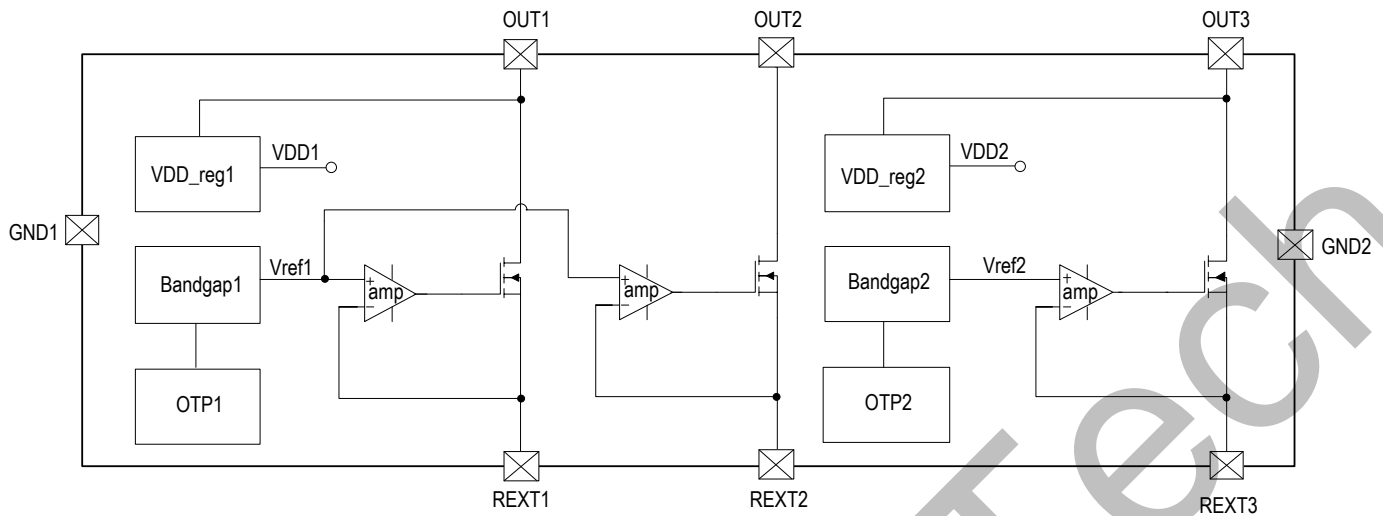 OUT1
OUT2
OUT3
VDD_reg1
VDD1
VDD_reg2
VDD2
GND1
GND2
Bandgap1
Vref1
+
amp
−
+
amp
−
Bandgap2
Vref2
+
amp
−
OTP1
OTP2
REXT1
REXT2
REXT3
Tech